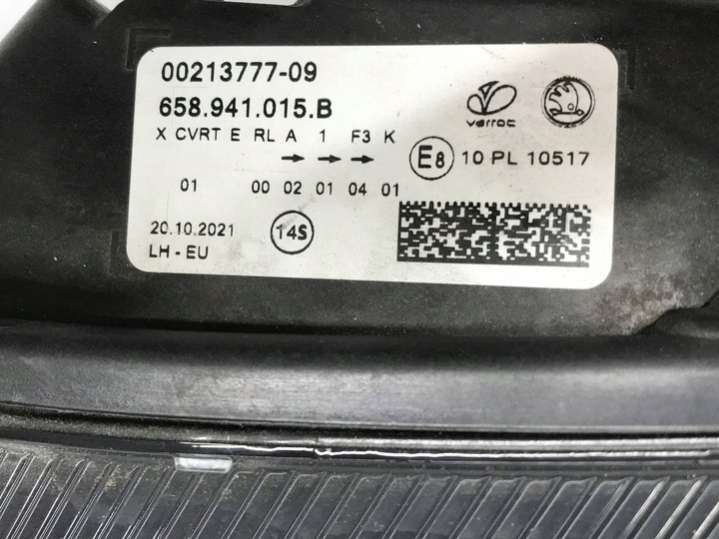 00213777-09
658.941.015.B
X CVRT E RL A 1 F3 K
01 00 02 01 04 01
20.10.2021
LH - EU
14S
varroc
E8 10 PL 10517